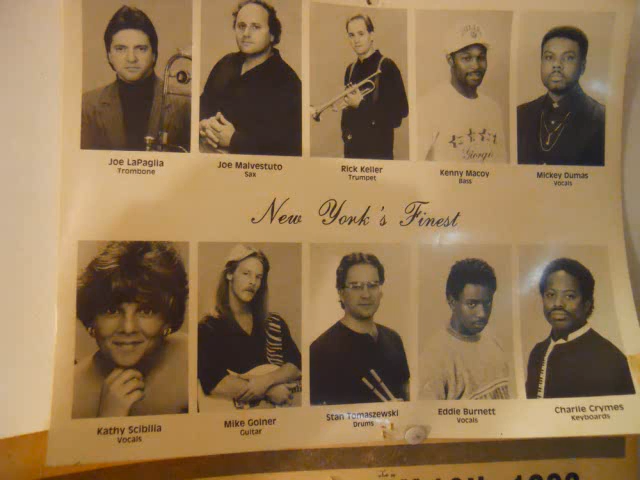 Joe LaPaglia
Trombone
Joe Malvestuto
Sax
Rick Keller
Trumpet
Kenny Macoy
Bass
Mickey Dumas
Vocals
New York's Finest
Kathy Scibilia
Vocals
Mike Goiner
Guitar
Stan Tomaszewski
Drums
Eddie Burnett
Vocals
Charlie Crymes
Keyboards